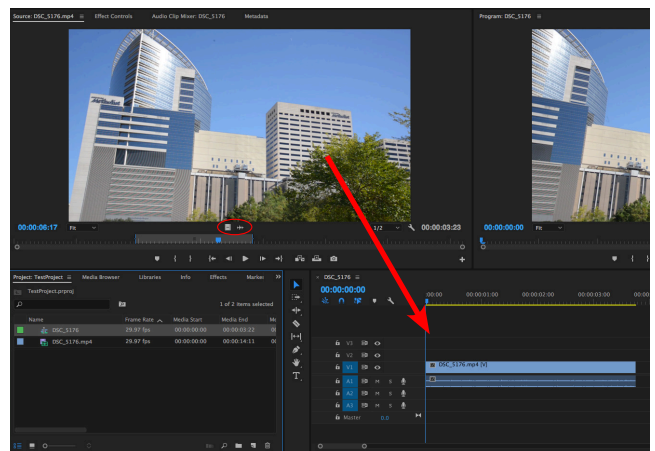 Source: DSC_5176.mp4 Effect Controls Audio Clip Mixer: DSC_5176 Metadata
Program: DSC_5176
00:00:06:17 Fit 1/2 00:00:03:23
00:00:00:00 Fit
Project: TestProject Media Browser Libraries Info Effects Marker
TestProject.prproj
1 of 2 items selected
Name Frame Rate Media Start Media End
DSC_5176 29.97 fps 00:00:00:00 00:00:03:22
DSC_5176.mp4 29.97 fps 00:00:00:00 00:00:14:11
DSC_5176
00:00:00:00
:00:00 00:00:01:00 00:00:02:00 00:00:03:00 00:00
V3
V2
V1 DSC_5176.mp4 [V]
A1 M S
A2 M S
A3 M S
Master 0.0
T